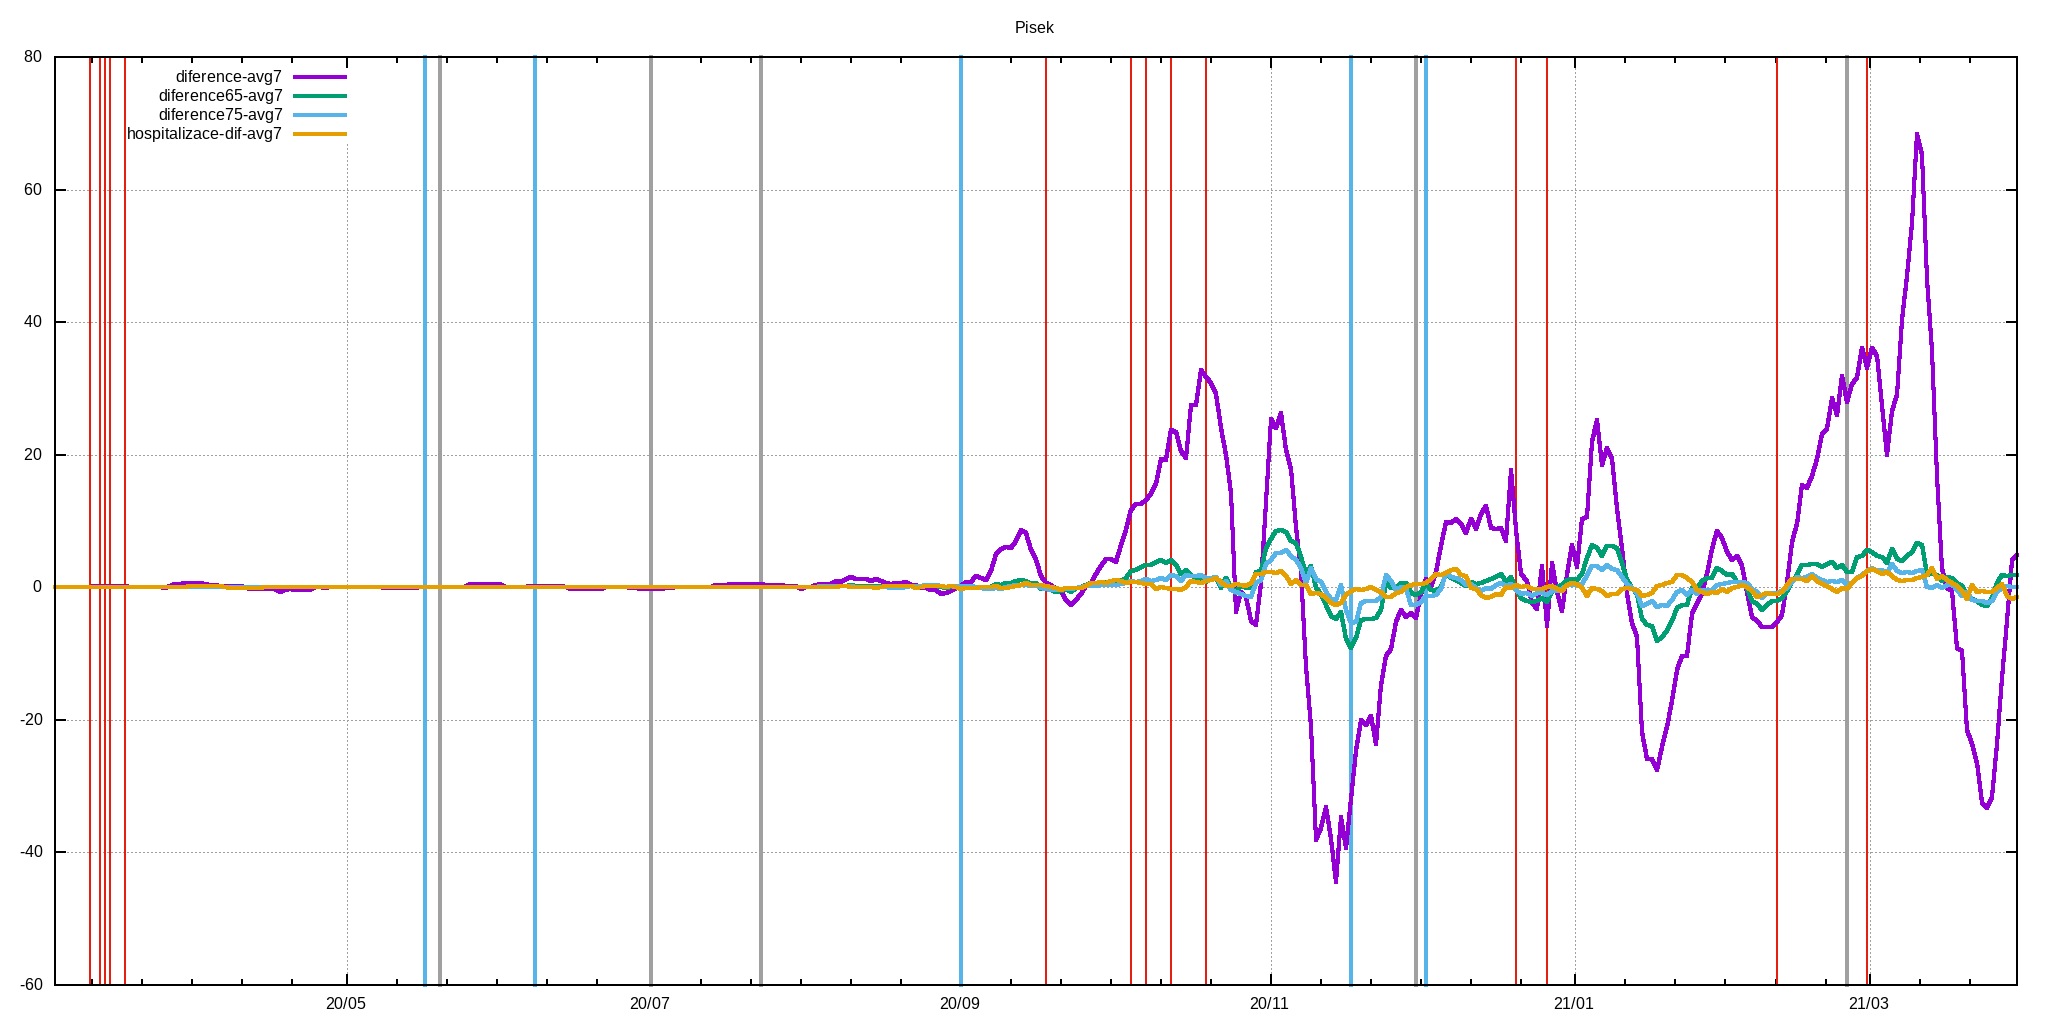 Pisek
80
60
40
20
0
-20
-40
-60
diference-avg7
diference65-avg7
diference75-avg7
hospitalizace-dif-avg7
20/05
20/07
20/09
20/11
21/01
21/03